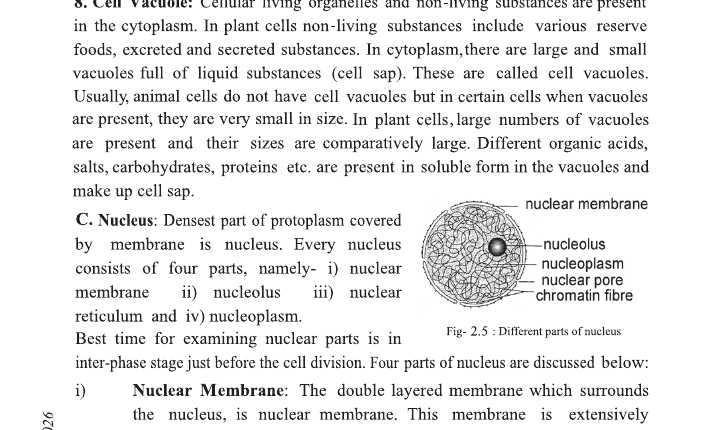 8. Cell Vacuole: Cellular living organelles and non-living substances are present
in the cytoplasm. In plant cells non-living substances include various reserve
foods, excreted and secreted substances. In cytoplasm, there are large and small
vacuoles full of liquid substances (cell sap). These are called cell vacuoles.
Usually, animal cells do not have cell vacuoles but in certain cells when vacuoles
are present, they are very small in size. In plant cells, large numbers of vacuoles
are present and their sizes are comparatively large. Different organic acids,
salts, carbohydrates, proteins etc. are present in soluble form in the vacuoles and
make up cell sap.
C. Nucleus: Densest part of protoplasm covered
by membrane is nucleus. Every nucleus
consists of four parts, namely- i) nuclear
membrane ii) nucleolus iii) nuclear
reticulum and iv) nucleoplasm.
Best time for examining nuclear parts is in
nuclear membrane
nucleolus
nucleoplasm
nuclear pore
chromatin fibre
Fig- 2.5 : Different parts of nucleus
inter-phase stage just before the cell division. Four parts of nucleus are discussed below:
i) Nuclear Membrane: The double layered membrane which surrounds
the nucleus, is nuclear membrane. This membrane is extensively